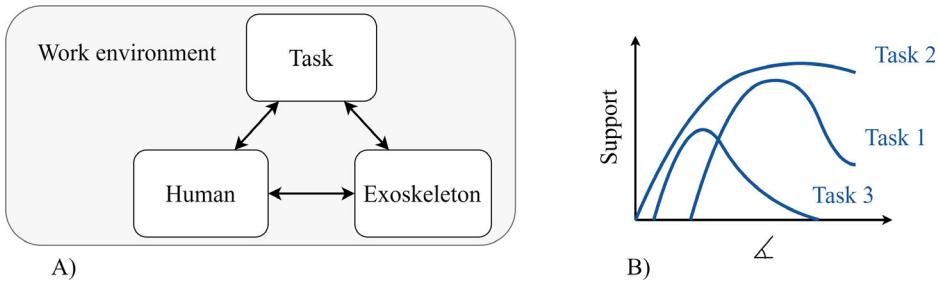 Work environment
Task
Human
Exoskeleton
A)
Support
Task 2
Task 1
Task 3
∡
B)